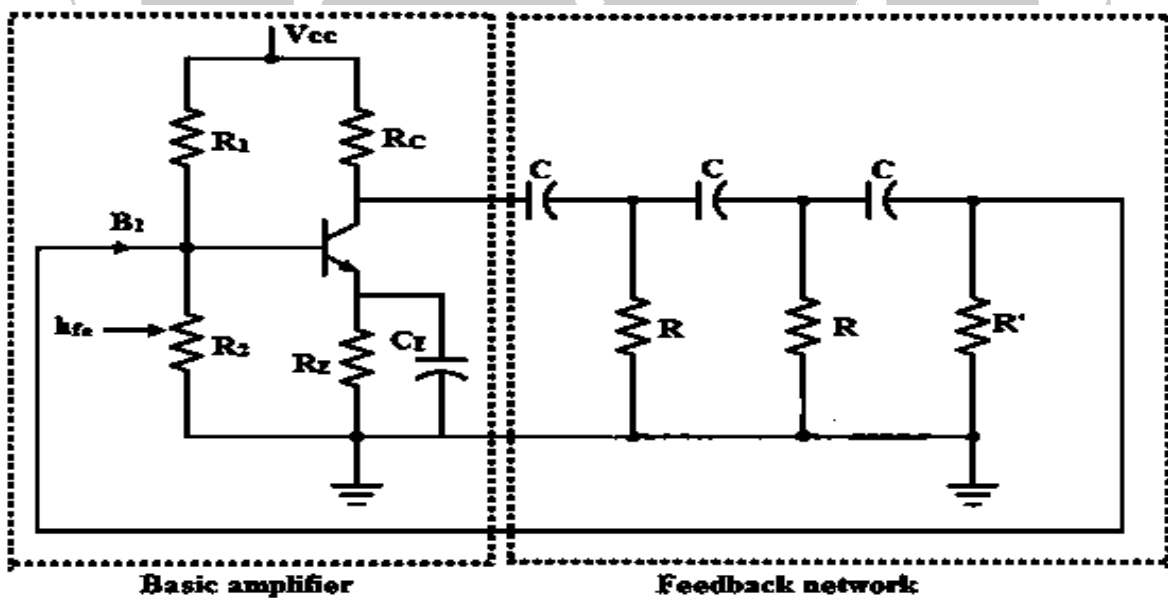 Vcc
R1
RC
C
C
C
B1
hfe
R2
RE
CE
R
R
R'
Basic amplifier
Feedback network